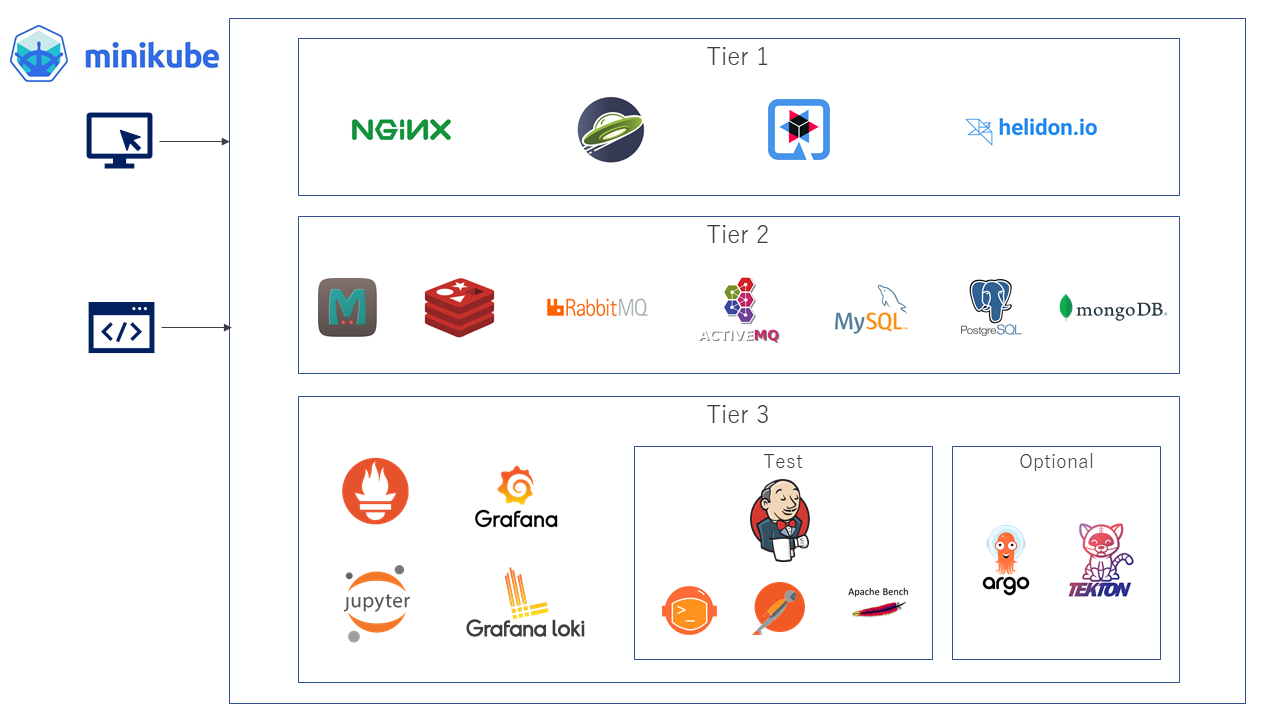 minikube
Tier 1
NGINX
helidon.io
Tier 2
M
RabbitMQ
ACTIVEMQ
MySQL™
PostgreSQL
mongoDB®
Tier 3
Test
Optional
Grafana
argo
TEKTON
jupyter
Grafana loki
>_
Apache Bench